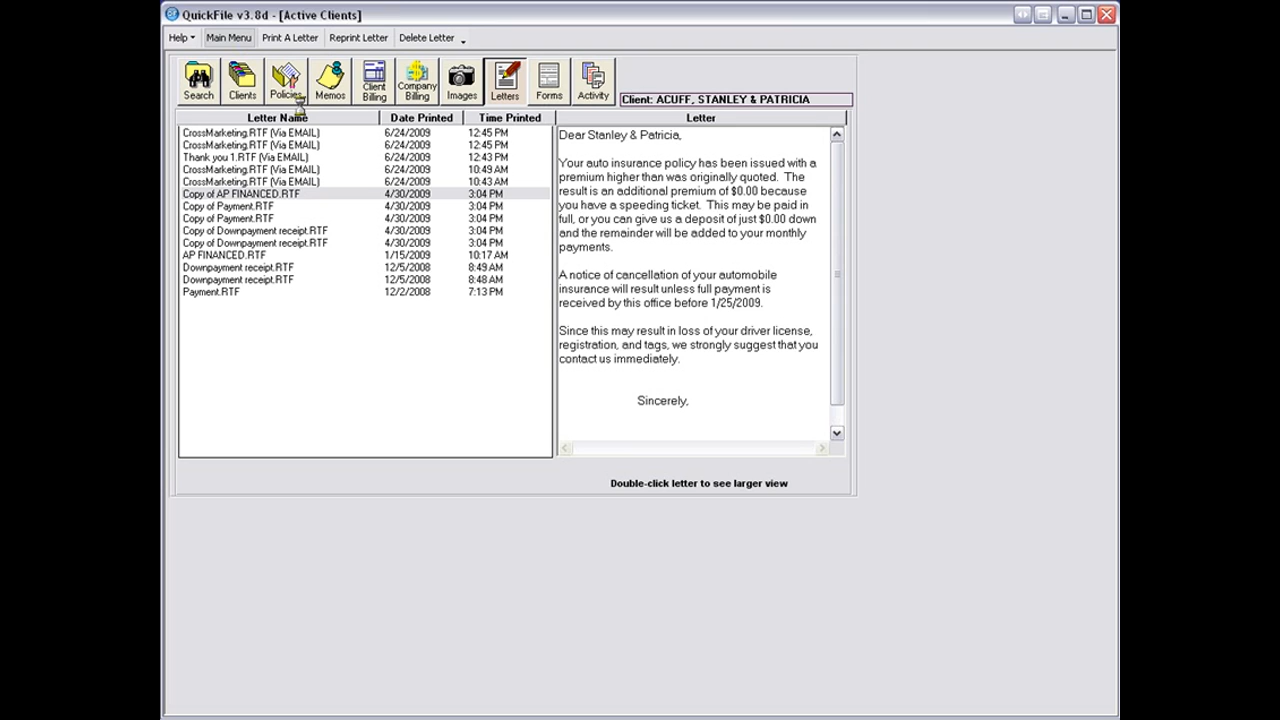 QuickFile v3.8d - [Active Clients]
Help Main Menu Print A Letter Reprint Letter Delete Letter
Search Clients Policies Memos Client Billing Company Billing Images Letters Forms Activity
Client: ACUFF, STANLEY & PATRICIA
Letter Name Date Printed Time Printed
CrossMarketing.RTF (Via EMAIL) 6/24/2009 12:45 PM
CrossMarketing.RTF (Via EMAIL) 6/24/2009 12:45 PM
Thank you 1.RTF (Via EMAIL) 6/24/2009 12:43 PM
CrossMarketing.RTF (Via EMAIL) 6/24/2009 10:49 AM
CrossMarketing.RTF (Via EMAIL) 6/24/2009 10:43 AM
Copy of AP FINANCED.RTF 4/30/2009 3:04 PM
Copy of Payment.RTF 4/30/2009 3:04 PM
Copy of Payment.RTF 4/30/2009 3:04 PM
Copy of Downpayment receipt.RTF 4/30/2009 3:04 PM
Copy of Downpayment receipt.RTF 4/30/2009 3:04 PM
AP FINANCED.RTF 1/15/2009 10:17 AM
Downpayment receipt.RTF 12/5/2008 8:49 AM
Downpayment receipt.RTF 12/5/2008 8:48 AM
Payment.RTF 12/2/2008 7:13 PM
Letter
Dear Stanley & Patricia,
Your auto insurance policy has been issued with a
premium higher than was originally quoted. The
result is an additional premium of $0.00 because
you have a speeding ticket. This may be paid in
full, or you can give us a deposit of just $0.00 down
and the remainder will be added to your monthly
payments.
A notice of cancellation of your automobile
insurance will result unless full payment is
received by this office before 1/25/2009.
Since this may result in loss of your driver license,
registration, and tags, we strongly suggest that you
contact us immediately.
Sincerely,
Double-click letter to see larger view